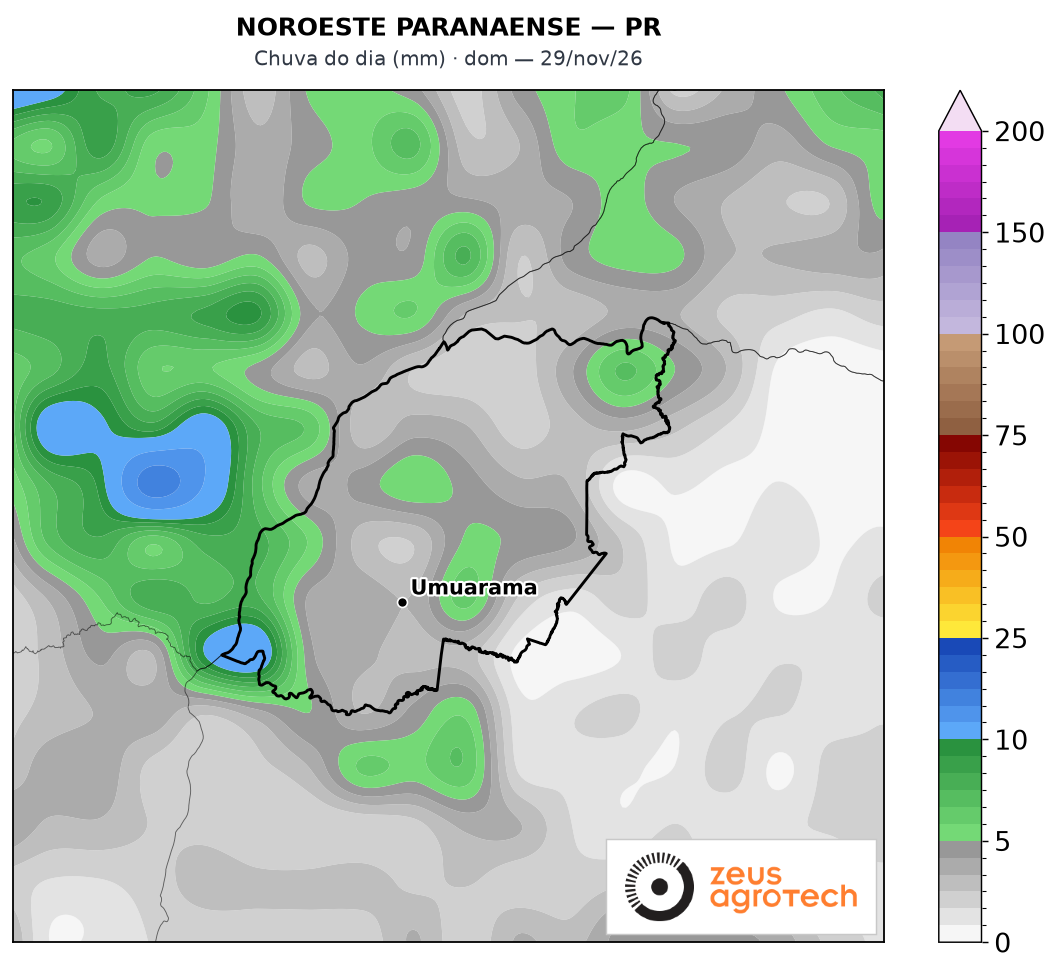 NOROESTE PARANAENSE — PR
Chuva do dia (mm) · dom — 29/nov/26
200
150
100
75
50
25
10
5
0
Umuarama
zeus
agroTech